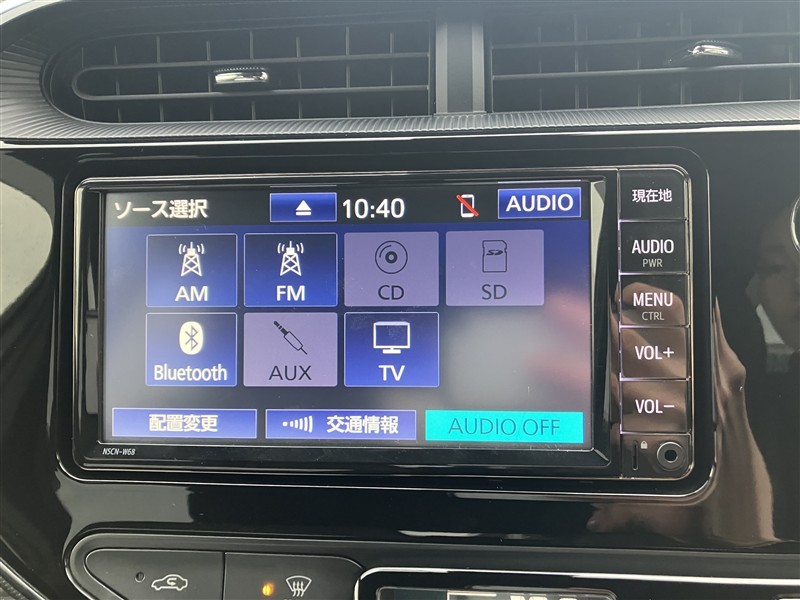 ソース選択 10:40 AUDIO
AM FM CD SD
Bluetooth AUX TV
配置変更 交通情報 AUDIO OFF
NSCN-W68
現在地
AUDIO
PWR
MENU
CTRL
VOL+
VOL-